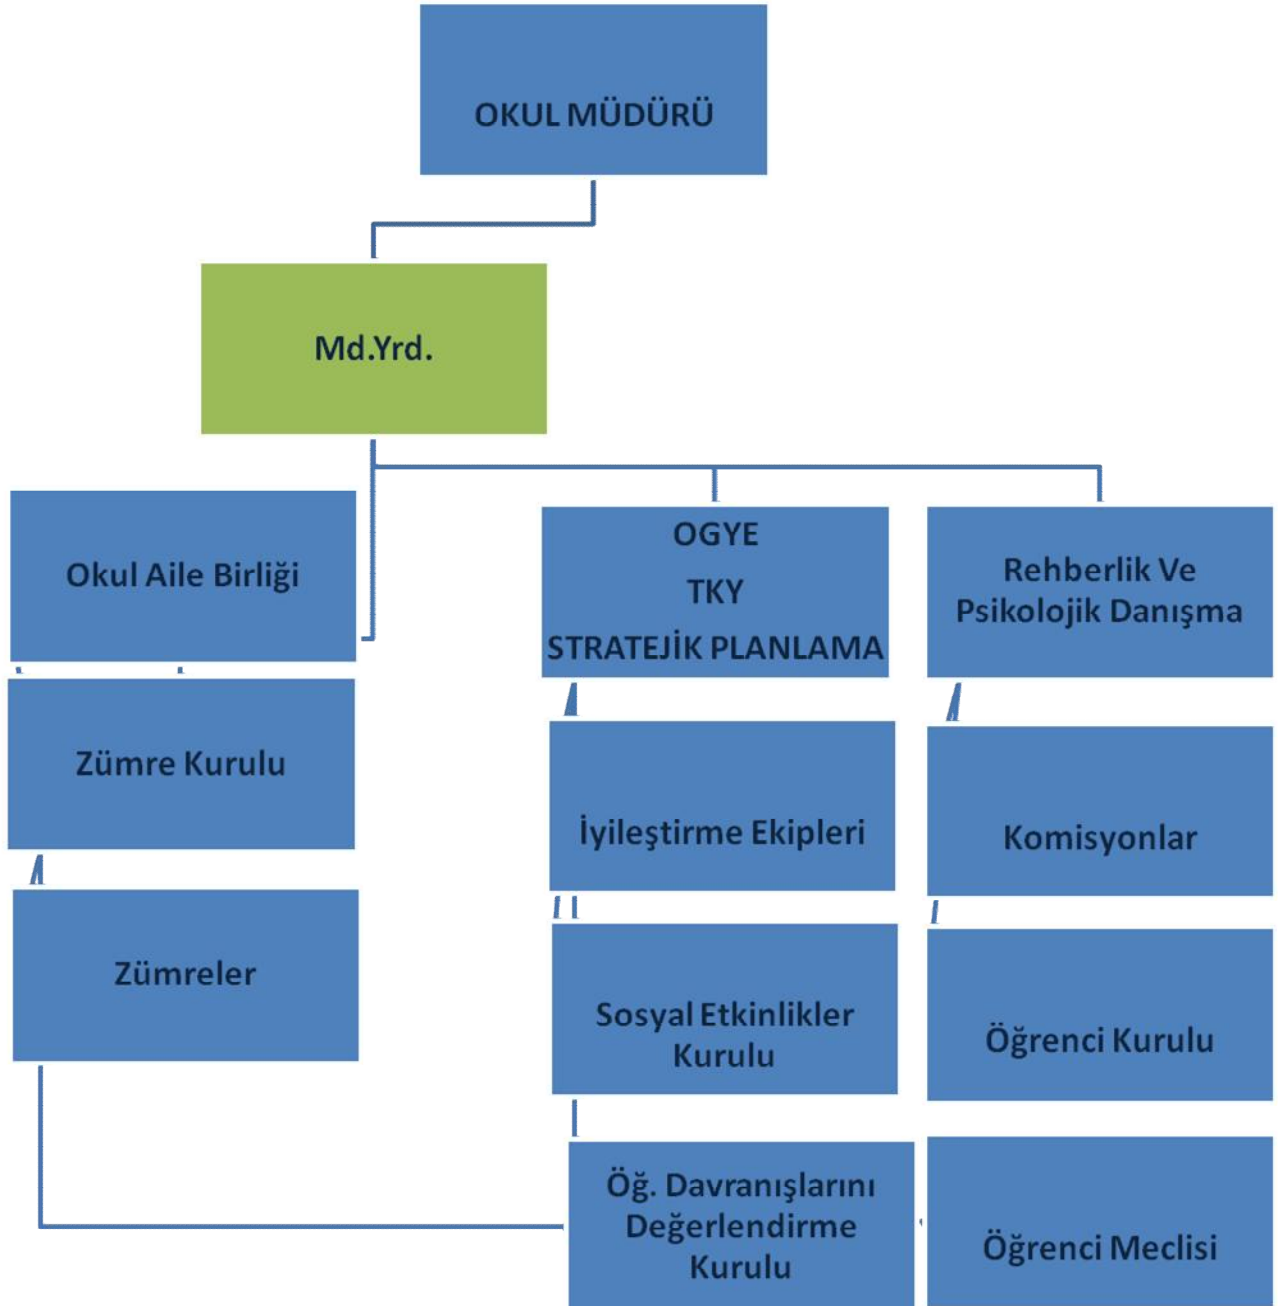 OKUL MÜDÜRÜ
Md.Yrd.
Okul Aile Birliği
OGYE
TKY
STRATEJİK PLANLAMA
Rehberlik Ve
Psikolojik Danışma
Zümre Kurulu
İyileştirme Ekipleri
Komisyonlar
Zümreler
Sosyal Etkinlikler
Kurulu
Öğrenci Kurulu
Öğ. Davranışlarını
Değerlendirme
Kurulu
Öğrenci Meclisi